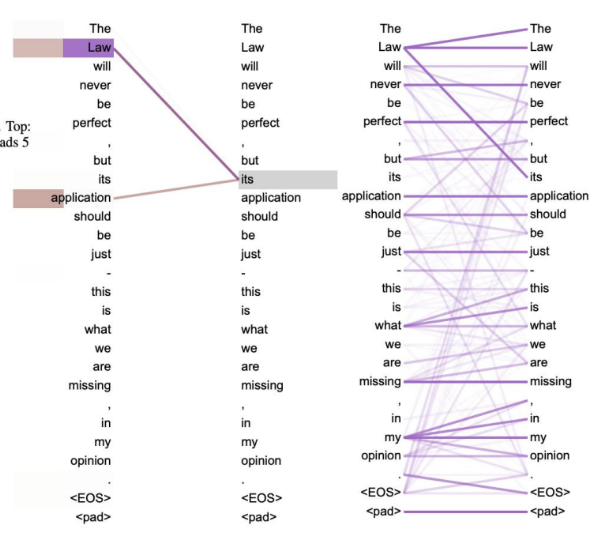 . Top:
ads 5
The
Law
will
never
be
perfect
,
but
its
application
should
be
just
-
this
is
what
we
are
missing
,
in
my
opinion
.
<EOS>
<pad>
The
Law
will
never
be
perfect
,
but
its
application
should
be
just
-
this
is
what
we
are
missing
,
in
my
opinion
.
<EOS>
<pad>
The
Law
will
never
be
perfect
,
but
its
application
should
be
just
-
this
is
what
we
are
missing
,
in
my
opinion
.
<EOS>
<pad>
The
Law
will
never
be
perfect
,
but
its
application
should
be
just
-
this
is
what
we
are
missing
,
in
my
opinion
.
<EOS>
<pad>